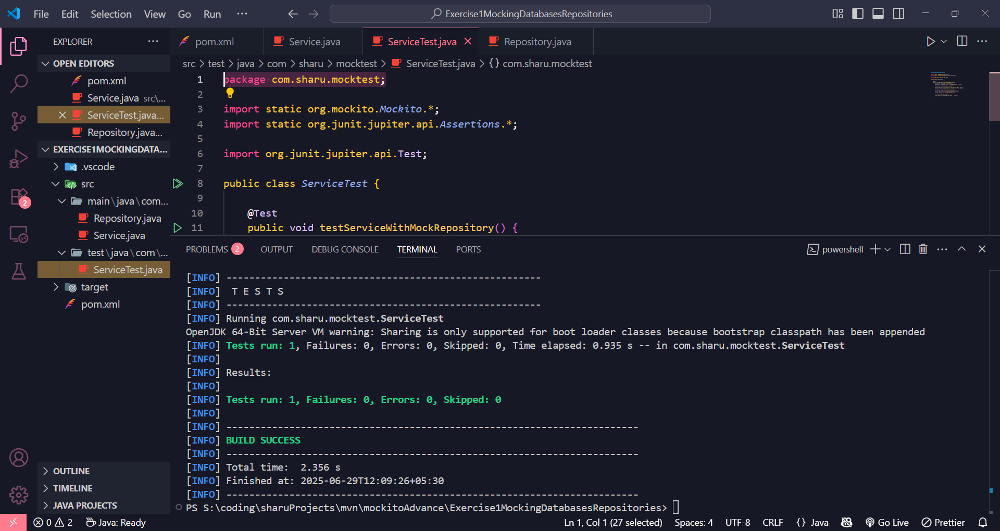 File Edit Selection View Go Run ···
Exercise1MockingDatabasesRepositories
EXPLORER
OPEN EDITORS
pom.xml
Service.java src\...
ServiceTest.java...
Repository.java...
EXERCISE1MOCKINGDATA...
.vscode
src
main\java\com...
Repository.java
Service.java
test\java\com\...
ServiceTest.java
target
pom.xml
OUTLINE
TIMELINE
JAVA PROJECTS
2
pom.xml
Service.java
ServiceTest.java
Repository.java
src > test > java > com > sharu > mocktest > ServiceTest.java > {} com.sharu.mocktest
1 package com.sharu.mocktest;
2
3 import static org.mockito.Mockito.*;
4 import static org.junit.jupiter.api.Assertions.*;
5
6 import org.junit.jupiter.api.Test;
7
8 public class ServiceTest {
9
10 @Test
11 public void testServiceWithMockRepository() {
PROBLEMS 2 OUTPUT DEBUG CONSOLE TERMINAL PORTS
powershell
[INFO] -------------------------------------------------------
[INFO]  T E S T S
[INFO] -------------------------------------------------------
[INFO] Running com.sharu.mocktest.ServiceTest
OpenJDK 64-Bit Server VM warning: Sharing is only supported for boot loader classes because bootstrap classpath has been appended
[INFO] Tests run: 1, Failures: 0, Errors: 0, Skipped: 0, Time elapsed: 0.935 s -- in com.sharu.mocktest.ServiceTest
[INFO]
[INFO] Results:
[INFO]
[INFO] Tests run: 1, Failures: 0, Errors: 0, Skipped: 0
[INFO]
[INFO] ------------------------------------------------------------------------
[INFO] BUILD SUCCESS
[INFO] ------------------------------------------------------------------------
[INFO] Total time:  2.356 s
[INFO] Finished at: 2025-06-29T12:09:26+05:30
[INFO] ------------------------------------------------------------------------
PS S:\coding\sharuProjects\mvn\mockitoAdvance\Exercise1MockingDatabasesRepositories>
0 2 Java: Ready
Ln 1, Col 1 (27 selected) Spaces: 4 UTF-8 CRLF {} Java Go Live Prettier